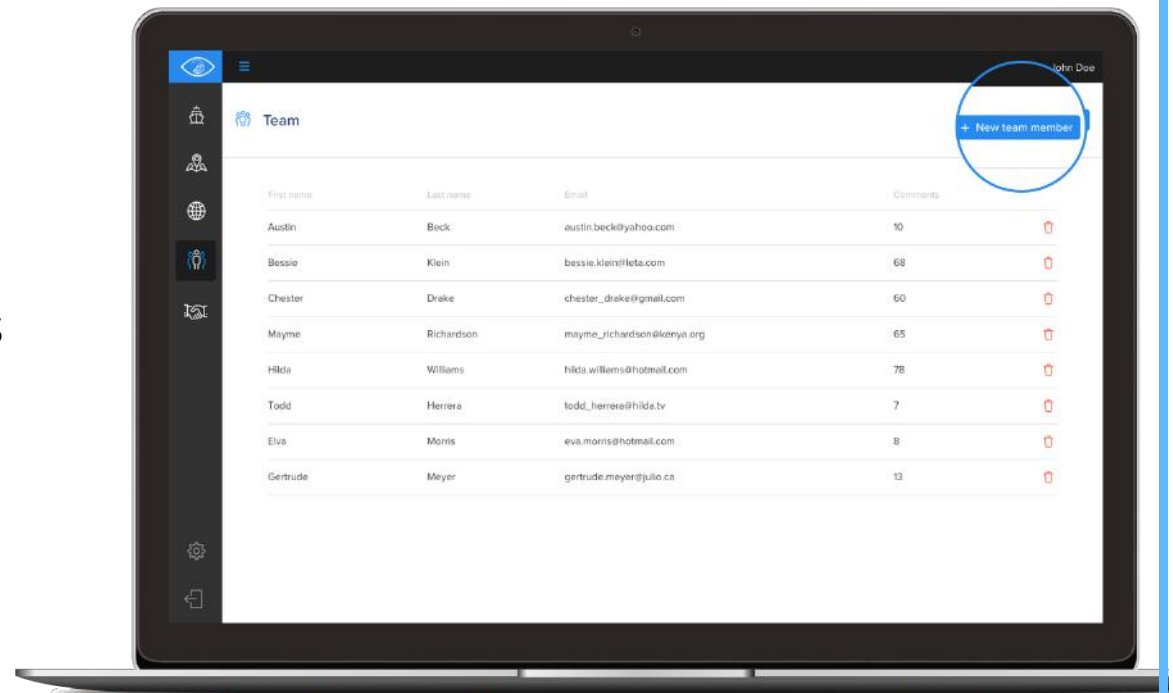 John Doe
Team
+ New team member
First name Last name Email Comments
Austin Beck austin.beck@yahoo.com 10
Bessie Klein bessie.klein@leta.com 68
Chester Drake chester_drake@gmail.com 60
Mayme Richardson mayme_richardson@kenya.org 65
Hilda Williams hilda.williams@hotmail.com 78
Todd Herrera todd_herrera@hilda.tv 7
Elva Morris eva.morris@hotmail.com 8
Gertrude Meyer gertrude.meyer@julio.ca 13